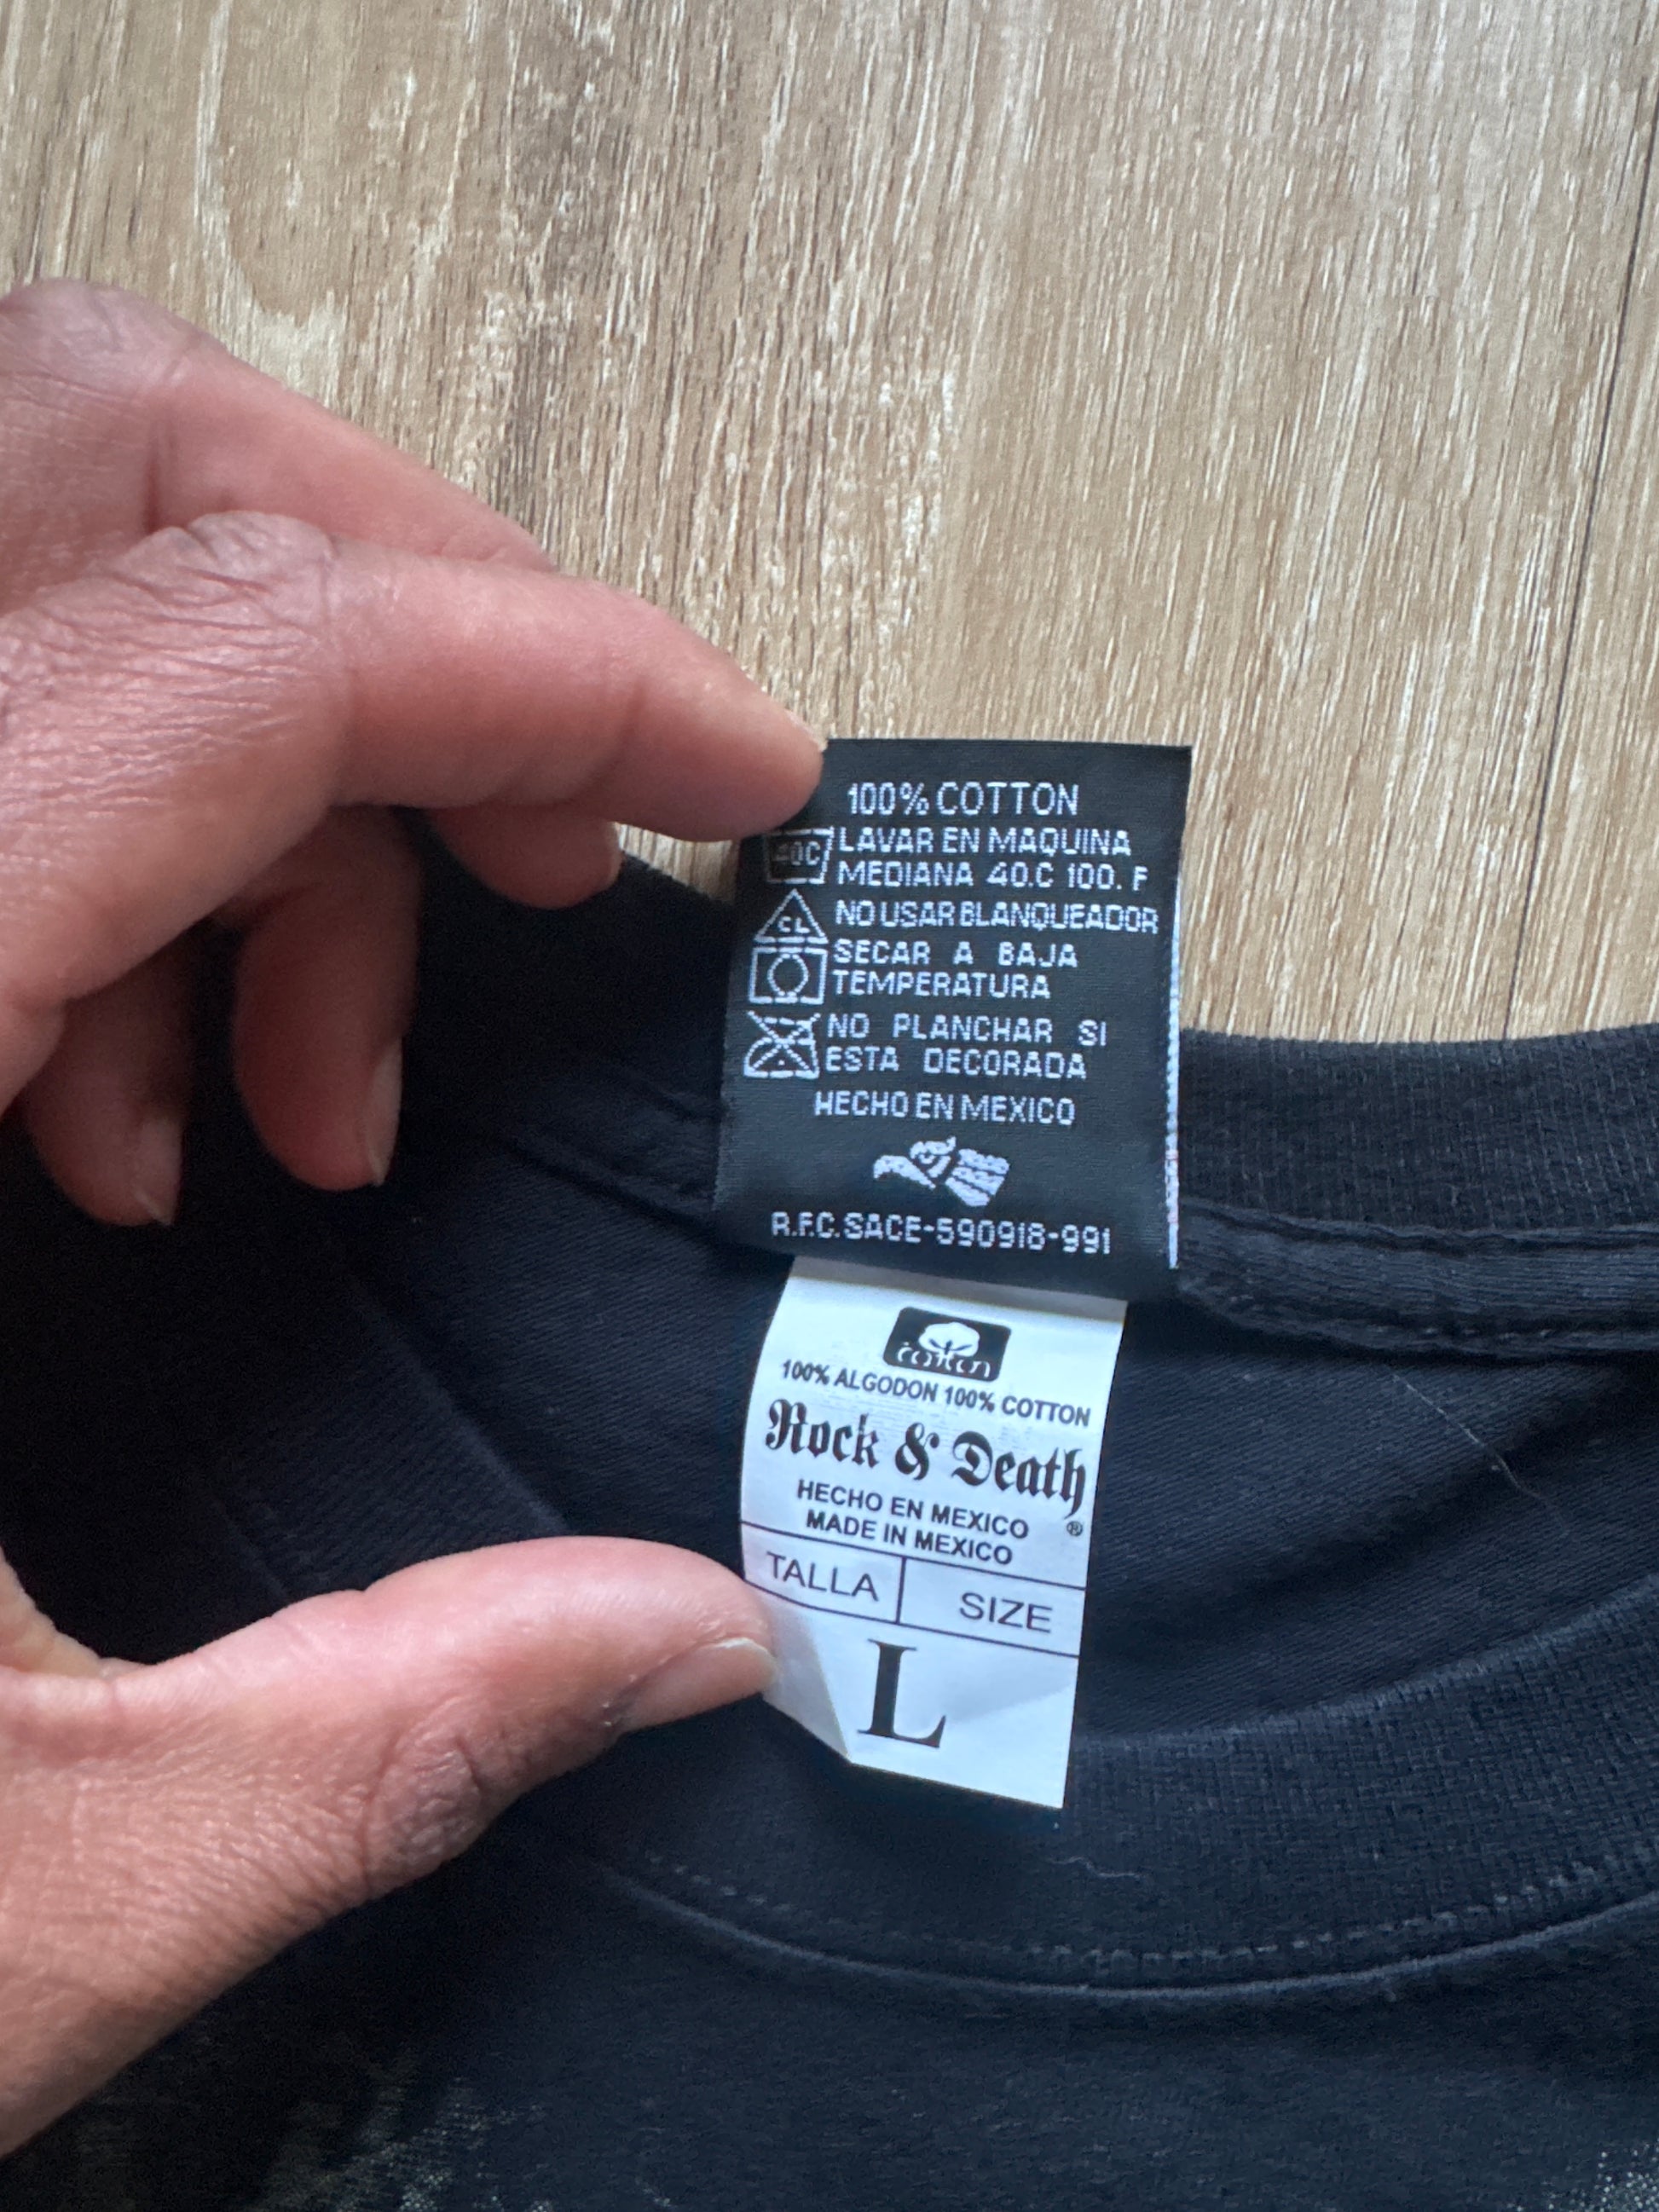 100% COTTON
40C LAVAR EN MAQUINA
MEDIANA 40.C 100. F
CL NO USAR BLANQUEADOR
SECAR A BAJA
TEMPERATURA
NO PLANCHAR SI
ESTA DECORADA
HECHO EN MEXICO
R.F.C. SACE-590918-991
cotton
100% ALGODON 100% COTTON
Rock & Death
HECHO EN MEXICO ®
MADE IN MEXICO
TALLA SIZE
L